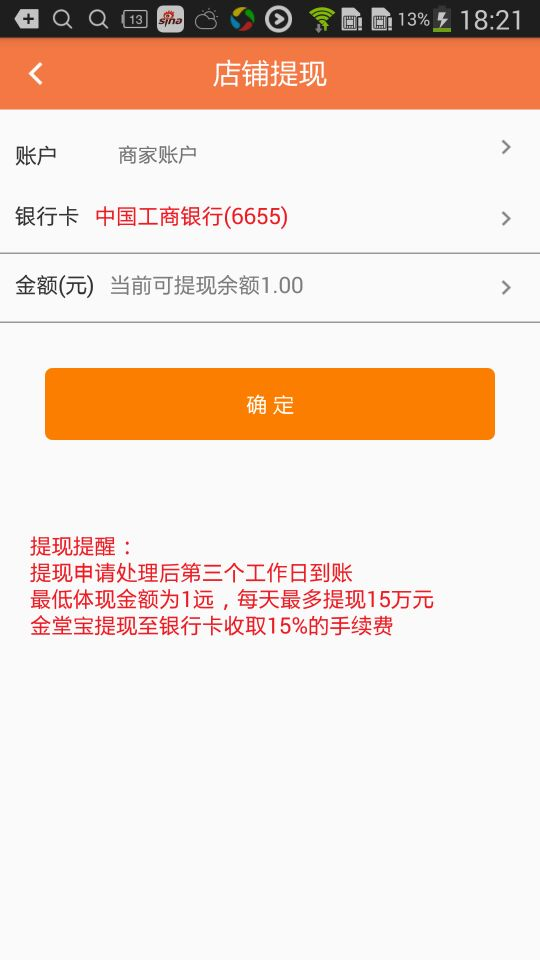 13 sina 13% 18:21
店铺提现
账户 商家账户
银行卡 中国工商银行(6655)
金额(元) 当前可提现余额1.00
确 定
提现提醒：
提现申请处理后第三个工作日到账
最低体现金额为1远，每天最多提现15万元
金堂宝提现至银行卡收取15%的手续费